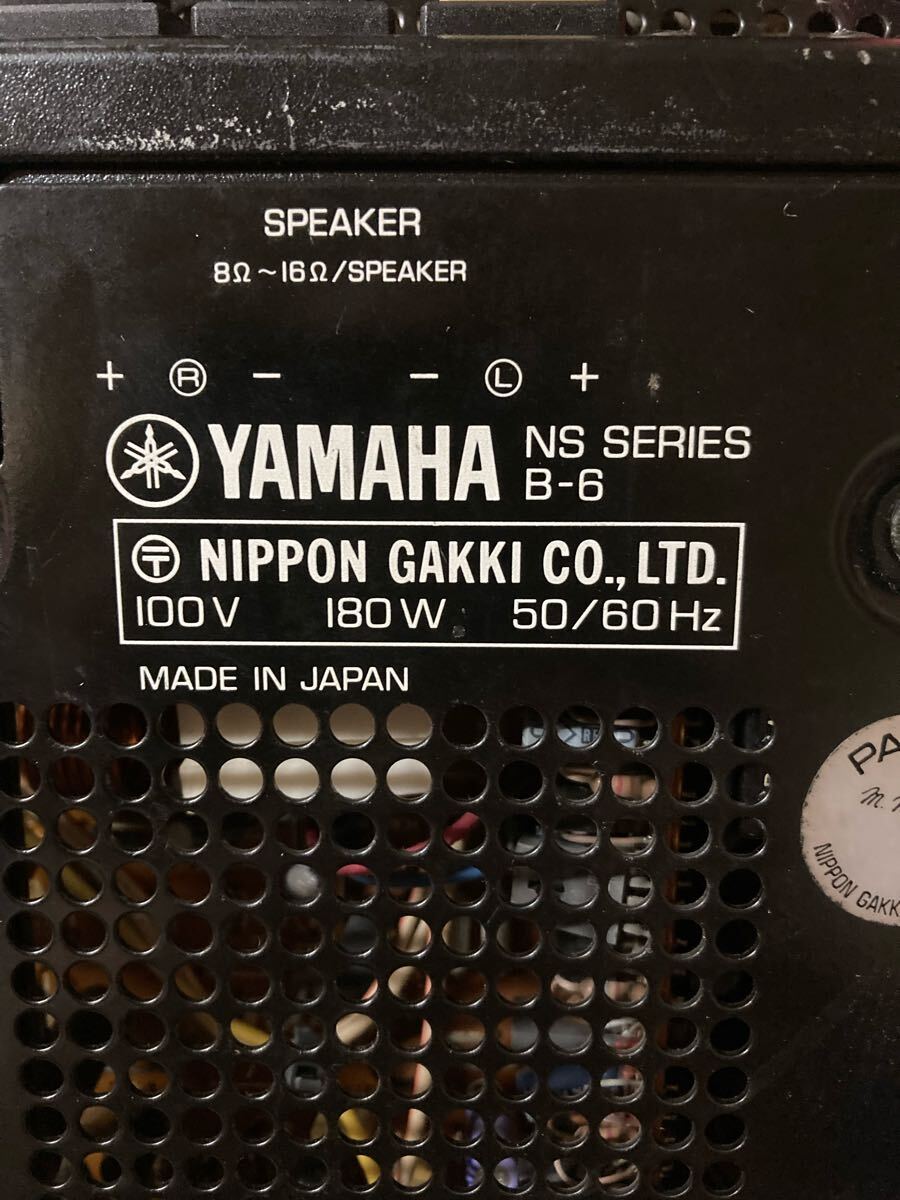 SPEAKER
8Ω~16Ω/SPEAKER
+ Ⓡ - - Ⓛ +
YAMAHA NS SERIES
B-6
〶 NIPPON GAKKI CO., LTD.
100V 180W 50/60Hz
MADE IN JAPAN
NIPPON